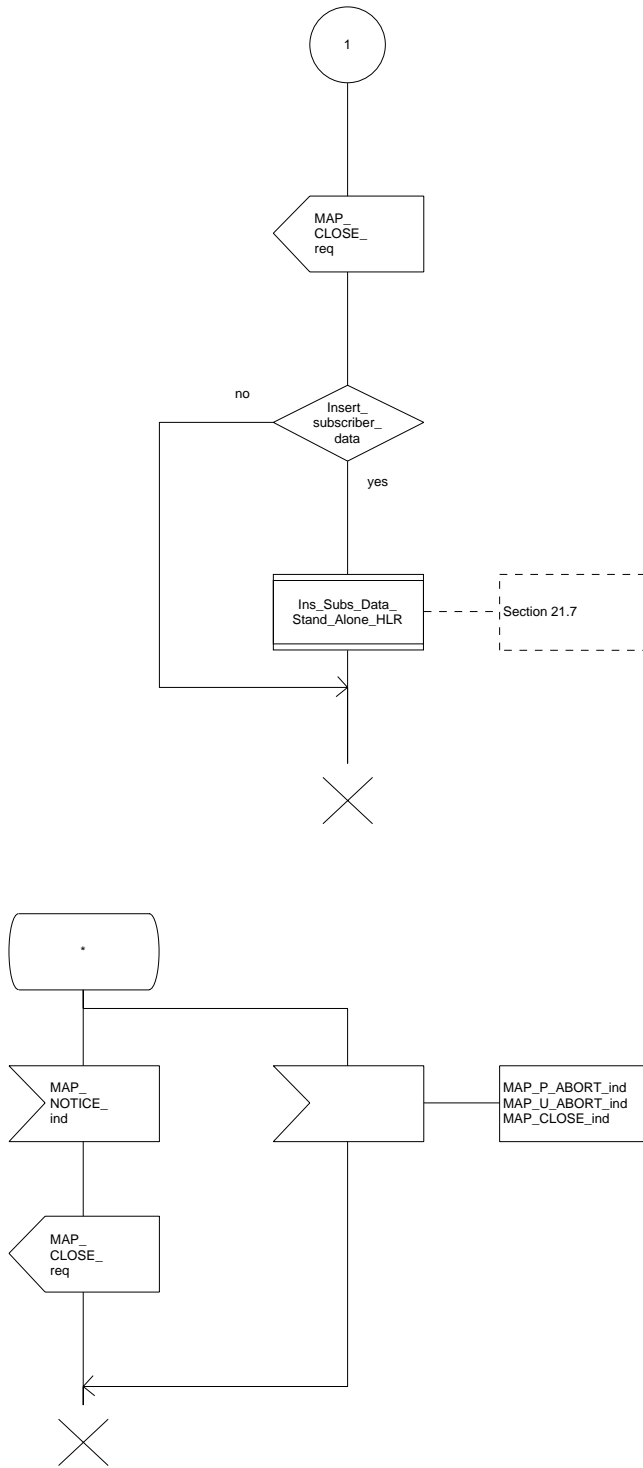 1
MAP_
CLOSE_
req
no
Insert_
subscriber_
data
yes
Ins_Subs_Data_
Stand_Alone_HLR
Section 21.7
*
MAP_
NOTICE_
ind
MAP_P_ABORT_ind
MAP_U_ABORT_ind
MAP_CLOSE_ind
MAP_
CLOSE_
req